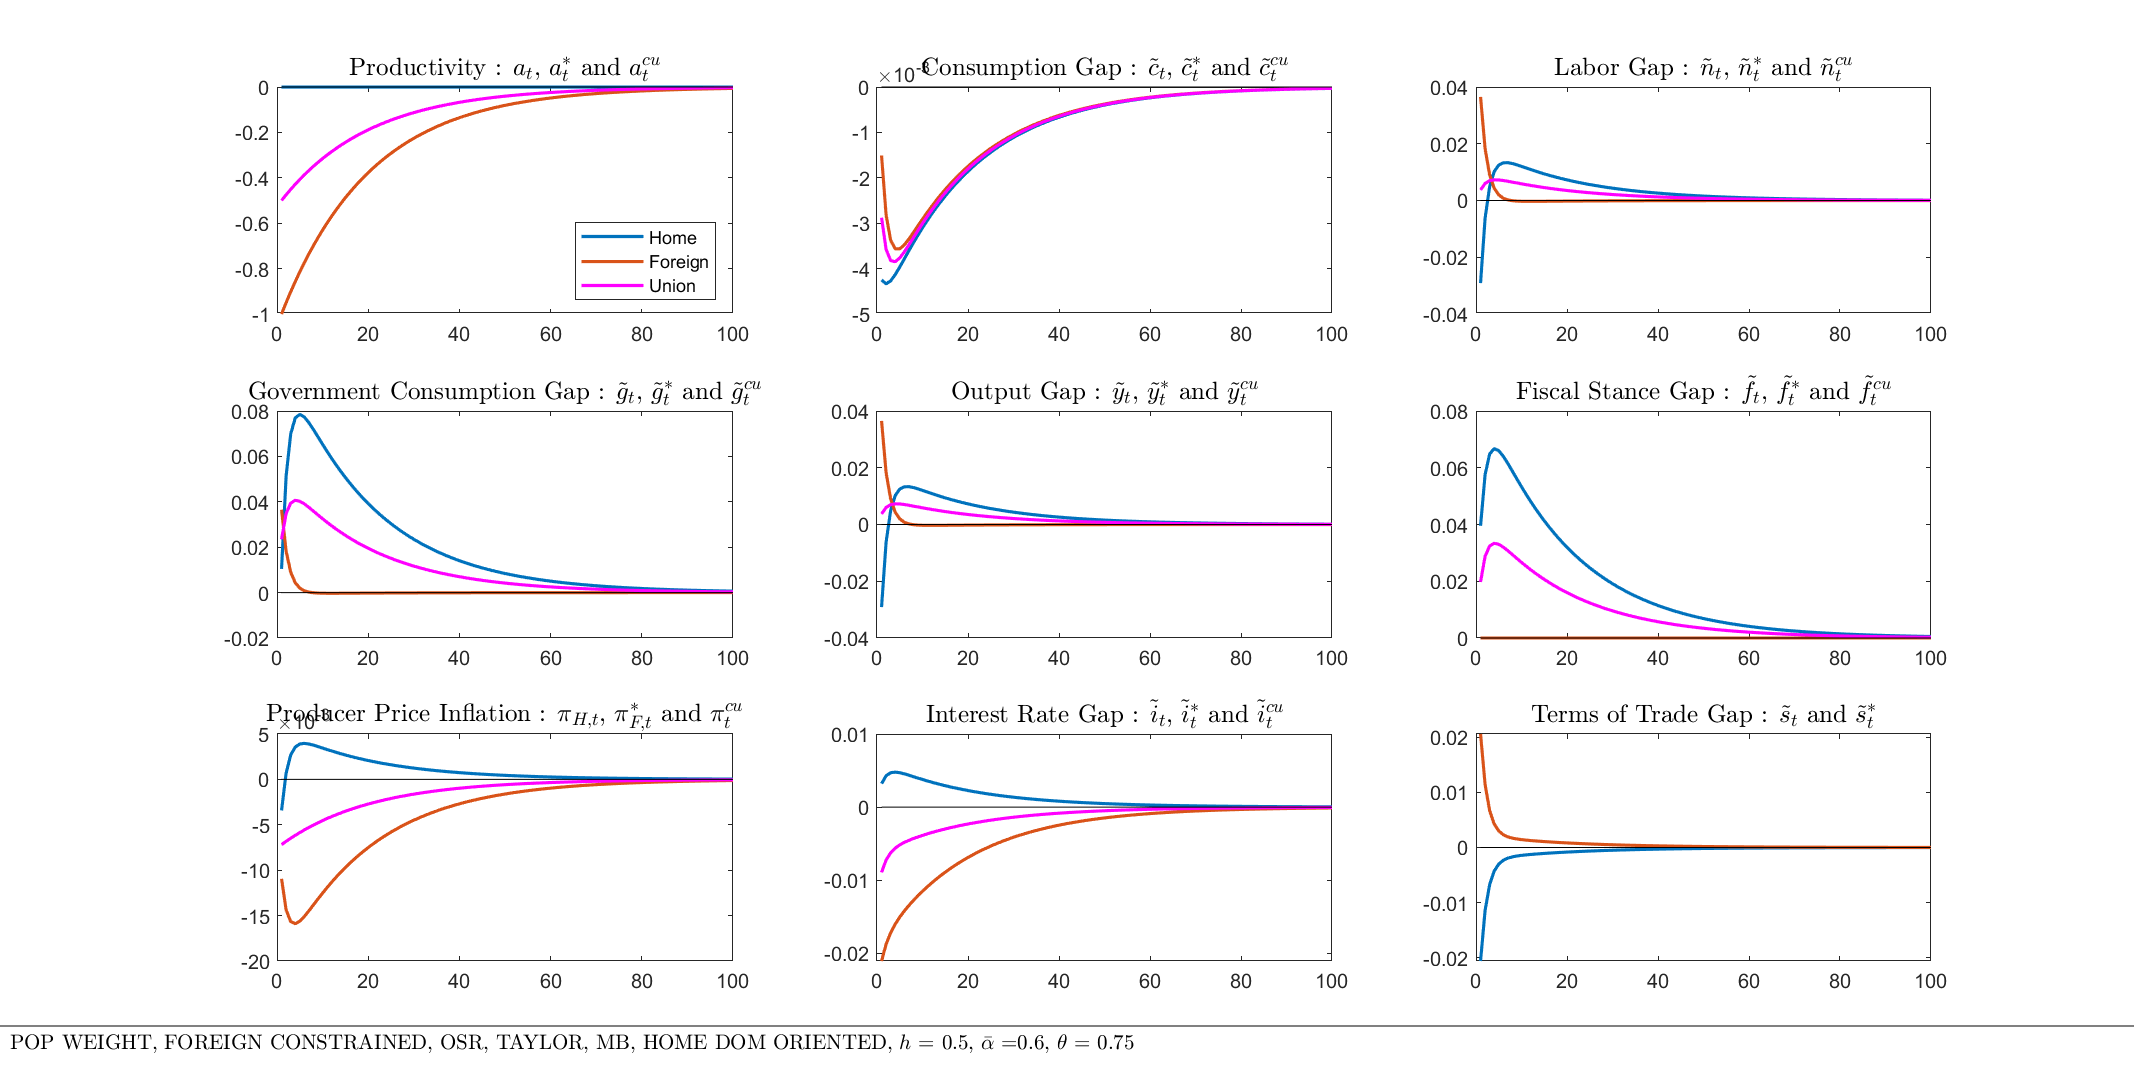 Productivity : a_t, a_t^* and a_t^{cu}
0
-0.2
-0.4
-0.6
-0.8
-1
0 20 40 60 80 100
Home
Foreign
Union
Consumption Gap : c̃_t, c̃_t^* and c̃_t^{cu}
×10^{-3}
0
-1
-2
-3
-4
-5
0 20 40 60 80 100
Labor Gap : ñ_t, ñ_t^* and ñ_t^{cu}
0.04
0.02
0
-0.02
-0.04
0 20 40 60 80 100
Government Consumption Gap : g̃_t, g̃_t^* and g̃_t^{cu}
0.08
0.06
0.04
0.02
0
-0.02
0 20 40 60 80 100
Output Gap : ỹ_t, ỹ_t^* and ỹ_t^{cu}
0.04
0.02
0
-0.02
-0.04
0 20 40 60 80 100
Fiscal Stance Gap : f̃_t, f̃_t^* and f̃_t^{cu}
0.08
0.06
0.04
0.02
0
0 20 40 60 80 100
Producer Price Inflation : π_{H,t}, π_{F,t}^* and π_t^{cu}
×10^{-3}
5
0
-5
-10
-15
-20
0 20 40 60 80 100
Interest Rate Gap : ĩ_t, ĩ_t^* and ĩ_t^{cu}
0.01
0
-0.01
-0.02
0 20 40 60 80 100
Terms of Trade Gap : s̃_t and s̃_t^*
0.02
0.01
0
-0.01
-0.02
0 20 40 60 80 100
POP WEIGHT, FOREIGN CONSTRAINED, OSR, TAYLOR, MB, HOME DOM ORIENTED, h = 0.5, ᾱ =0.6, θ = 0.75